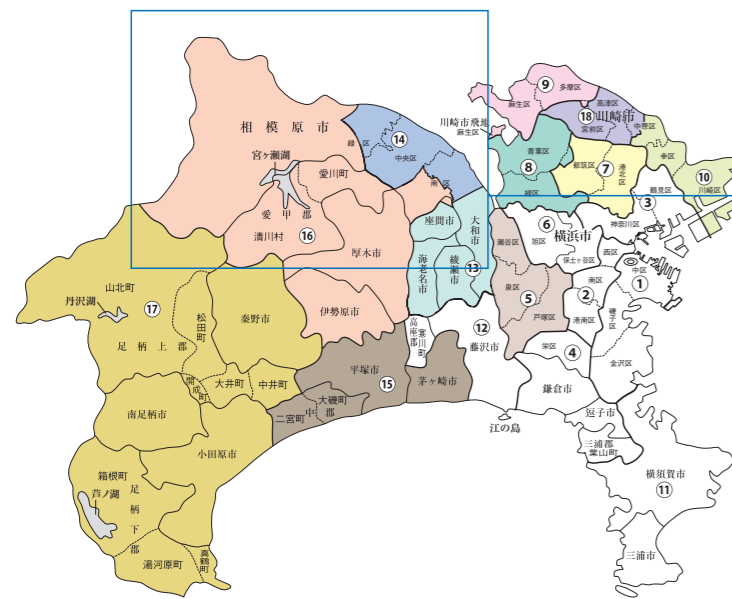 ⑨
多摩区
麻生区
高津区
⑱
川崎市
宮前区
中原区
川崎市飛地
麻生区
幸区
⑩
川崎区
青葉区
⑧
緑区
都筑区
⑦
港北区
鶴見区
③
神奈川区
相模原市
緑区
⑭
中央区
南区
宮ヶ瀬湖
愛川町
愛甲郡
清川村
⑯
厚木市
伊勢原市
座間市
大和市
海老名市
綾瀬市
⑬
瀬谷区
⑥
旭区
横浜市
保土ヶ谷区
西区
中区
①
南区
②
磯子区
港南区
泉区
⑤
戸塚区
栄区
④
金沢区
山北町
⑰
丹沢湖
松田町
秦野市
足柄上郡
開成町
大井町
中井町
南足柄市
小田原市
箱根町
芦ノ湖
足柄下郡
湯河原町
真鶴町
高座郡
寒川町
⑫
藤沢市
平塚市
⑮
茅ヶ崎市
大磯町
中郡
二宮町
鎌倉市
江の島
逗子市
三浦郡
葉山町
横須賀市
⑪
三浦市